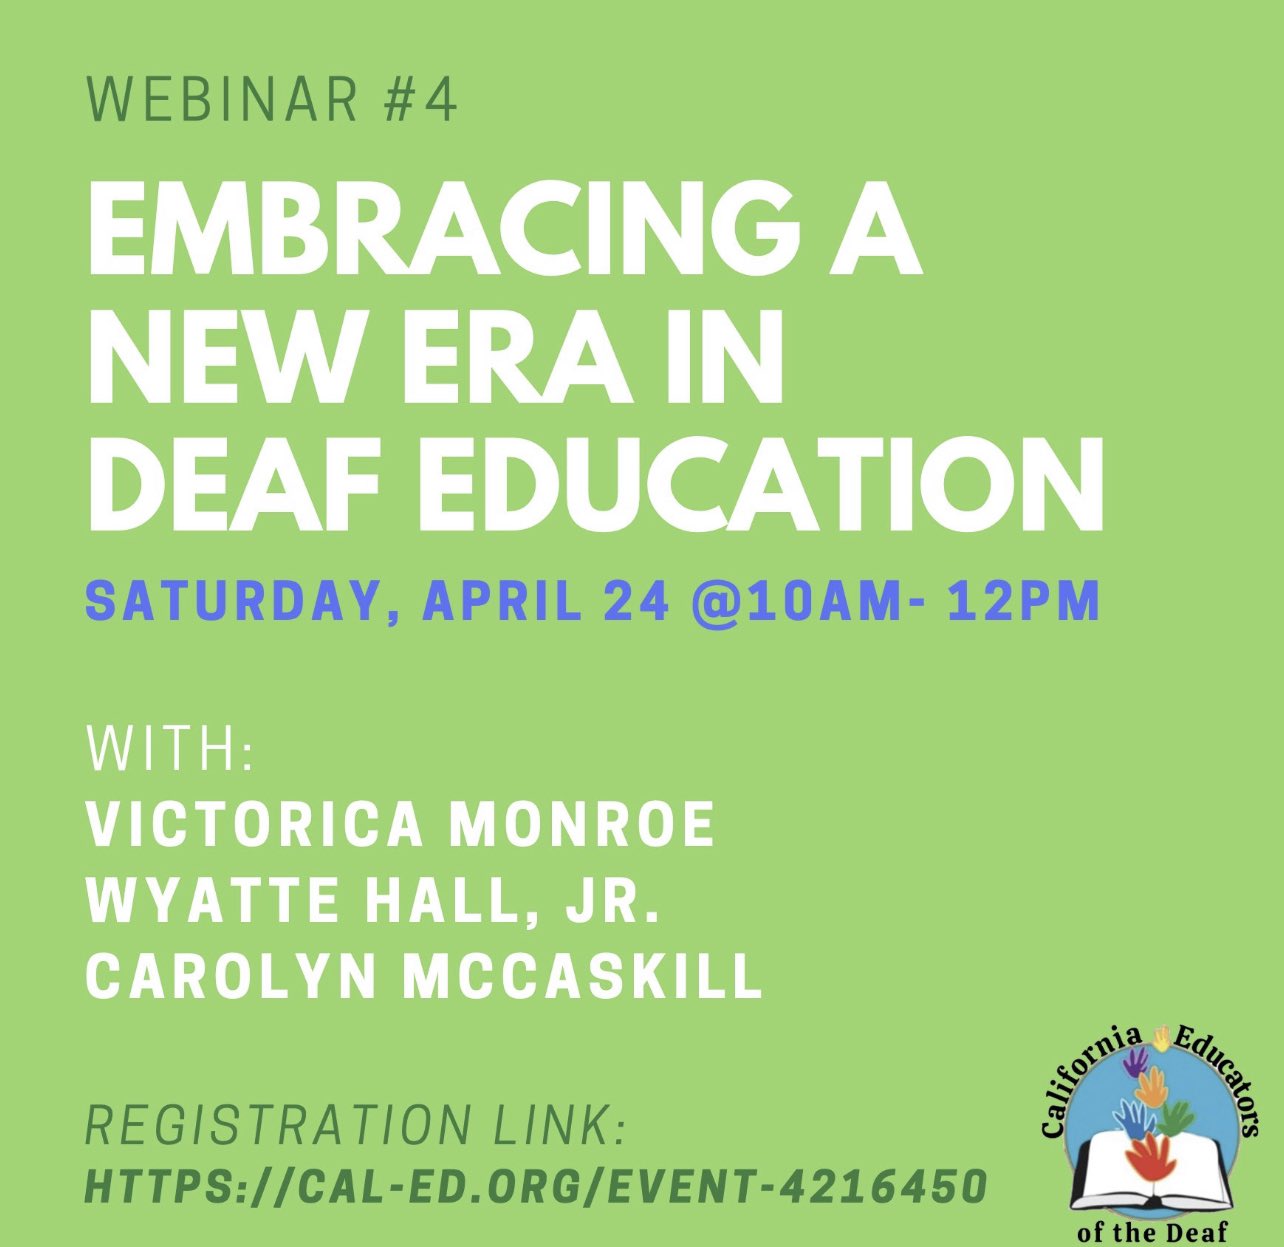 WEBINAR #4
EMBRACING A
NEW ERA IN
DEAF EDUCATION
SATURDAY, APRIL 24 @10AM- 12PM
WITH:
VICTORICA MONROE
WYATTE HALL, JR.
CAROLYN MCCASKILL
REGISTRATION LINK:
HTTPS://CAL-ED.ORG/EVENT-4216450
California Educators
of the Deaf